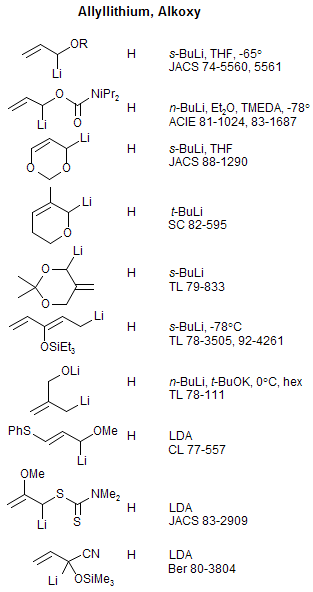 Allyllithium, Alkoxy
OR
Li
H
s-BuLi, THF, -65°
JACS 74-5560, 5561
O
NiPr2
Li
O
H
n-BuLi, Et2O, TMEDA, -78°
ACIE 81-1024, 83-1687
Li
O
O
H
s-BuLi, THF
JACS 88-1290
Li
O
H
t-BuLi
SC 82-595
Li
O
O
H
s-BuLi
TL 79-833
Li
OSiEt3
H
s-BuLi, -78°C
TL 78-3505, 92-4261
OLi
Li
H
n-BuLi, t-BuOK, 0°C, hex
TL 78-111
PhS
OMe
Li
H
LDA
CL 77-557
OMe
S
NMe2
Li
S
H
LDA
JACS 83-2909
CN
Li
OSiMe3
H
LDA
Ber 80-3804